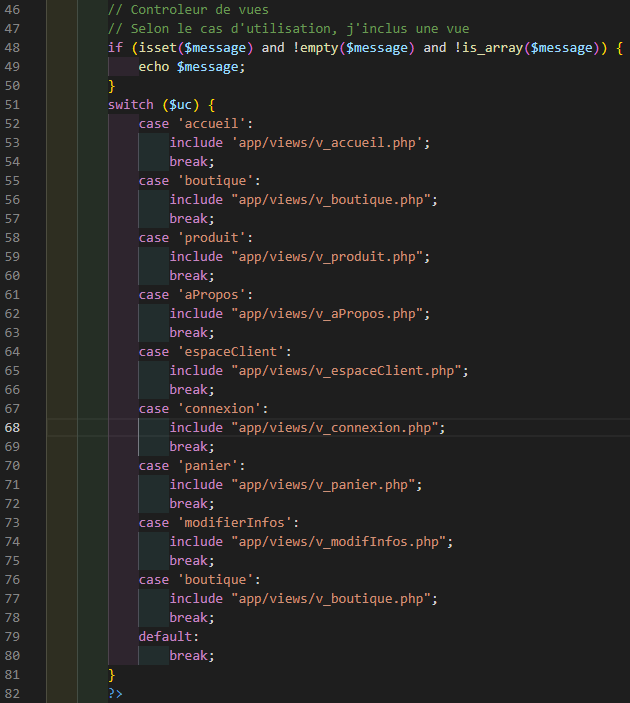 46 // Controleur de vues
47 // Selon le cas d'utilisation, j'inclus une vue
48 if (isset($message) and !empty($message) and !is_array($message)) {
49 echo $message;
50 }
51 switch ($uc) {
52 case 'accueil':
53 include 'app/views/v_accueil.php';
54 break;
55 case 'boutique':
56 include "app/views/v_boutique.php";
57 break;
58 case 'produit':
59 include "app/views/v_produit.php";
60 break;
61 case 'aPropos':
62 include "app/views/v_aPropos.php";
63 break;
64 case 'espaceClient':
65 include "app/views/v_espaceClient.php";
66 break;
67 case 'connexion':
68 include "app/views/v_connexion.php";
69 break;
70 case 'panier':
71 include "app/views/v_panier.php";
72 break;
73 case 'modifierInfos':
74 include "app/views/v_modifInfos.php";
75 break;
76 case 'boutique':
77 include "app/views/v_boutique.php";
78 break;
79 default:
80 break;
81 }
82 ?>